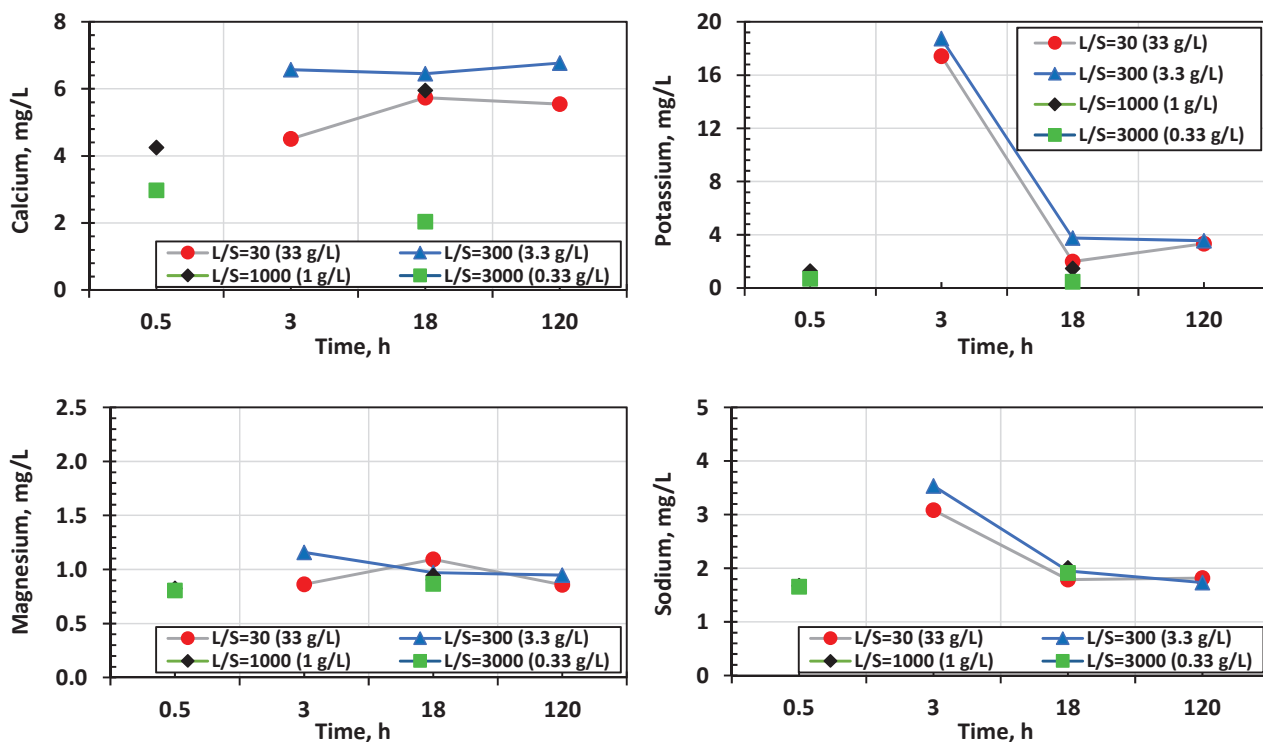 Calcium, mg/L
8
6
4
2
0
L/S=30 (33 g/L) L/S=300 (3.3 g/L)
L/S=1000 (1 g/L) L/S=3000 (0.33 g/L)
0.5 3 18 120
Time, h
Potassium, mg/L
20
16
12
8
4
0
L/S=30 (33 g/L)
L/S=300 (3.3 g/L)
L/S=1000 (1 g/L)
L/S=3000 (0.33 g/L)
0.5 3 18 120
Time, h
Magnesium, mg/L
2.5
2.0
1.5
1.0
0.5
0.0
L/S=30 (33 g/L) L/S=300 (3.3 g/L)
L/S=1000 (1 g/L) L/S=3000 (0.33 g/L)
0.5 3 18 120
Time, h
Sodium, mg/L
5
4
3
2
1
0
L/S=30 (33 g/L) L/S=300 (3.3 g/L)
L/S=1000 (1 g/L) L/S=3000 (0.33 g/L)
0.5 3 18 120
Time, h